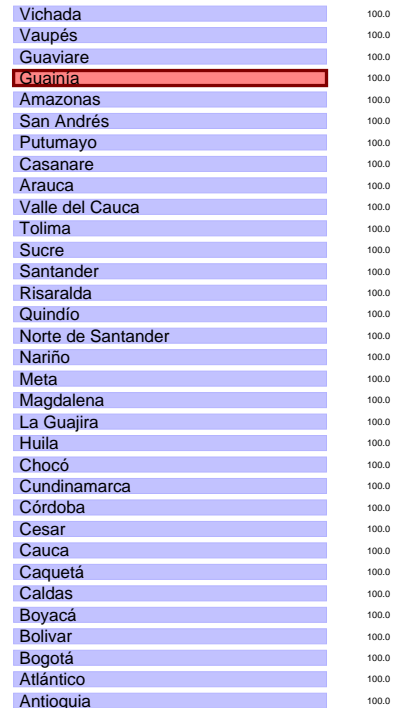 Vichada 100.0
Vaupés 100.0
Guaviare 100.0
Guainía 100.0
Amazonas 100.0
San Andrés 100.0
Putumayo 100.0
Casanare 100.0
Arauca 100.0
Valle del Cauca 100.0
Tolima 100.0
Sucre 100.0
Santander 100.0
Risaralda 100.0
Quindío 100.0
Norte de Santander 100.0
Nariño 100.0
Meta 100.0
Magdalena 100.0
La Guajira 100.0
Huila 100.0
Chocó 100.0
Cundinamarca 100.0
Córdoba 100.0
Cesar 100.0
Cauca 100.0
Caquetá 100.0
Caldas 100.0
Boyacá 100.0
Bolivar 100.0
Bogotá 100.0
Atlántico 100.0
Antioquia 100.0